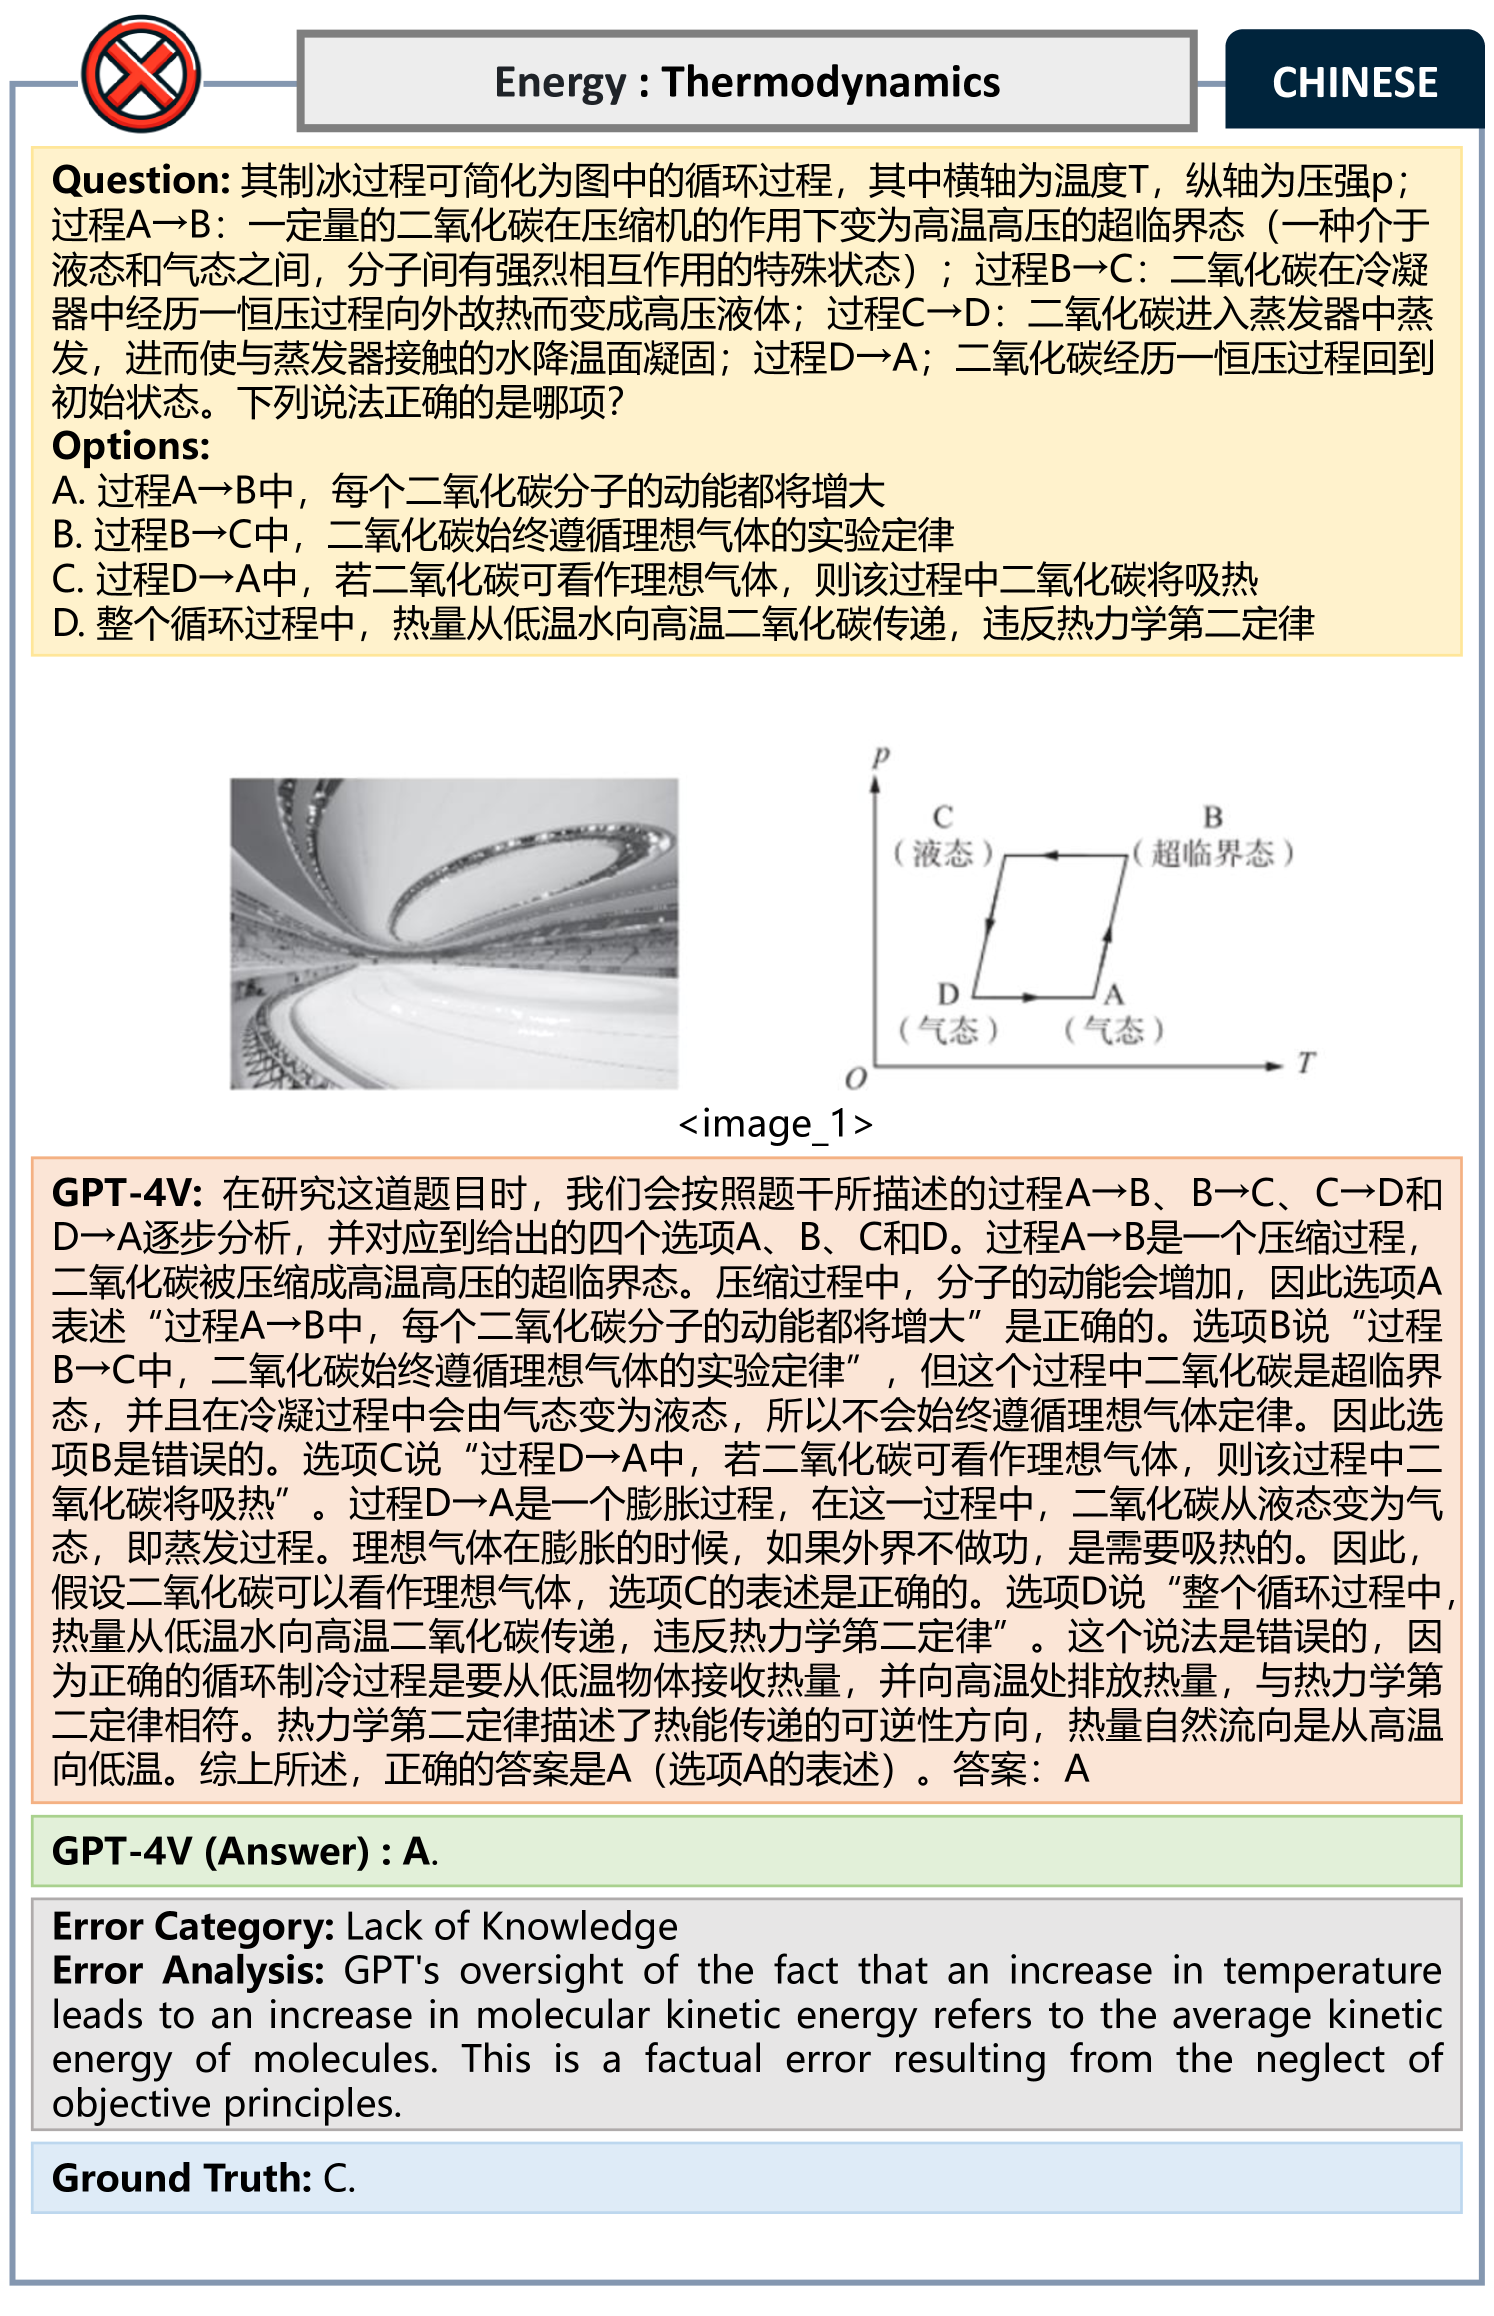 Energy : Thermodynamics
CHINESE
Question: 其制冰过程可简化为图中的循环过程，其中横轴为温度T，纵轴为压强p；
过程A→B：一定量的二氧化碳在压缩机的作用下变为高温高压的超临界态（一种介于
液态和气态之间，分子间有强烈相互作用的特殊状态）；过程B→C：二氧化碳在冷凝
器中经历一恒压过程向外故热而变成高压液体；过程C→D：二氧化碳进入蒸发器中蒸
发，进而使与蒸发器接触的水降温面凝固；过程D→A；二氧化碳经历一恒压过程回到
初始状态。下列说法正确的是哪项？
Options:
A. 过程A→B中，每个二氧化碳分子的动能都将增大
B. 过程B→C中，二氧化碳始终遵循理想气体的实验定律
C. 过程D→A中，若二氧化碳可看作理想气体，则该过程中二氧化碳将吸热
D. 整个循环过程中，热量从低温水向高温二氧化碳传递，违反热力学第二定律
p
C
B
（液态）
（超临界态）
D
A
（气态）
（气态）
O
T
<image_1>
GPT-4V: 在研究这道题目时，我们会按照题干所描述的过程A→B、B→C、C→D和
D→A逐步分析，并对应到给出的四个选项A、B、C和D。过程A→B是一个压缩过程，
二氧化碳被压缩成高温高压的超临界态。压缩过程中，分子的动能会增加，因此选项A
表述“过程A→B中，每个二氧化碳分子的动能都将增大”是正确的。选项B说“过程
B→C中，二氧化碳始终遵循理想气体的实验定律”，但这个过程中二氧化碳是超临界
态，并且在冷凝过程中会由气态变为液态，所以不会始终遵循理想气体定律。因此选
项B是错误的。选项C说“过程D→A中，若二氧化碳可看作理想气体，则该过程中二
氧化碳将吸热”。过程D→A是一个膨胀过程，在这一过程中，二氧化碳从液态变为气
态，即蒸发过程。理想气体在膨胀的时候，如果外界不做功，是需要吸热的。因此，
假设二氧化碳可以看作理想气体，选项C的表述是正确的。选项D说“整个循环过程中，
热量从低温水向高温二氧化碳传递，违反热力学第二定律”。这个说法是错误的，因
为正确的循环制冷过程是要从低温物体接收热量，并向高温处排放热量，与热力学第
二定律相符。热力学第二定律描述了热能传递的可逆性方向，热量自然流向是从高温
向低温。综上所述，正确的答案是A（选项A的表述）。答案：A
GPT-4V (Answer) : A.
Error Category: Lack of Knowledge
Error Analysis: GPT's oversight of the fact that an increase in temperature
leads to an increase in molecular kinetic energy refers to the average kinetic
energy of molecules. This is a factual error resulting from the neglect of
objective principles.
Ground Truth: C.